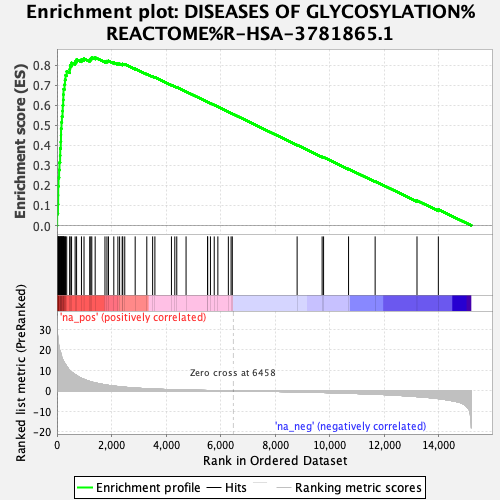 Enrichment plot: DISEASES OF GLYCOSYLATION%
REACTOME%R-HSA-3781865.1
Enrichment score (ES)
0.8
0.7
0.6
0.5
0.4
0.3
0.2
0.1
0.0
'na_pos' (positively correlated)
Ranked list metric (PreRanked)
30
20
10
0
-10
-20
Zero cross at 6458
'na_neg' (negatively correlated)
0 2,000 4,000 6,000 8,000 10,000 12,000 14,000
Rank in Ordered Dataset
Enrichment profile Hits Ranking metric scores